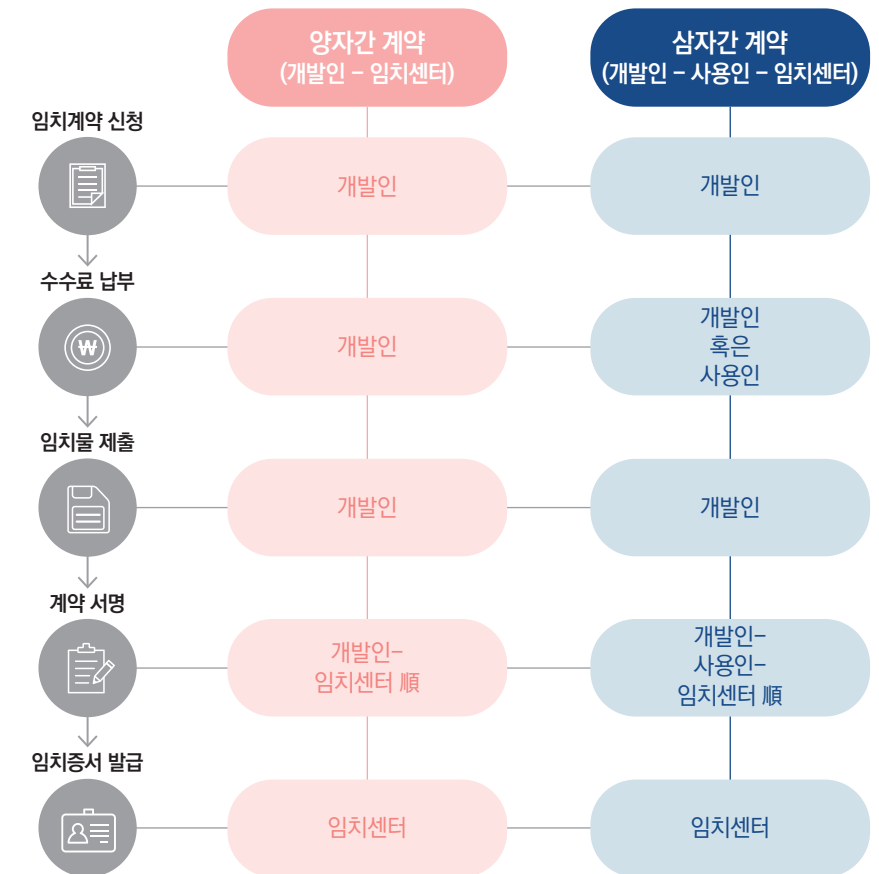 양자간 계약
(개발인 – 임치센터)
삼자간 계약
(개발인 – 사용인 – 임치센터)
임치계약 신청
개발인
개발인
수수료 납부
₩
개발인
개발인
혹은
사용인
임치물 제출
개발인
개발인
계약 서명
개발인–
임치센터 順
개발인–
사용인–
임치센터 順
임치증서 발급
임치센터
임치센터